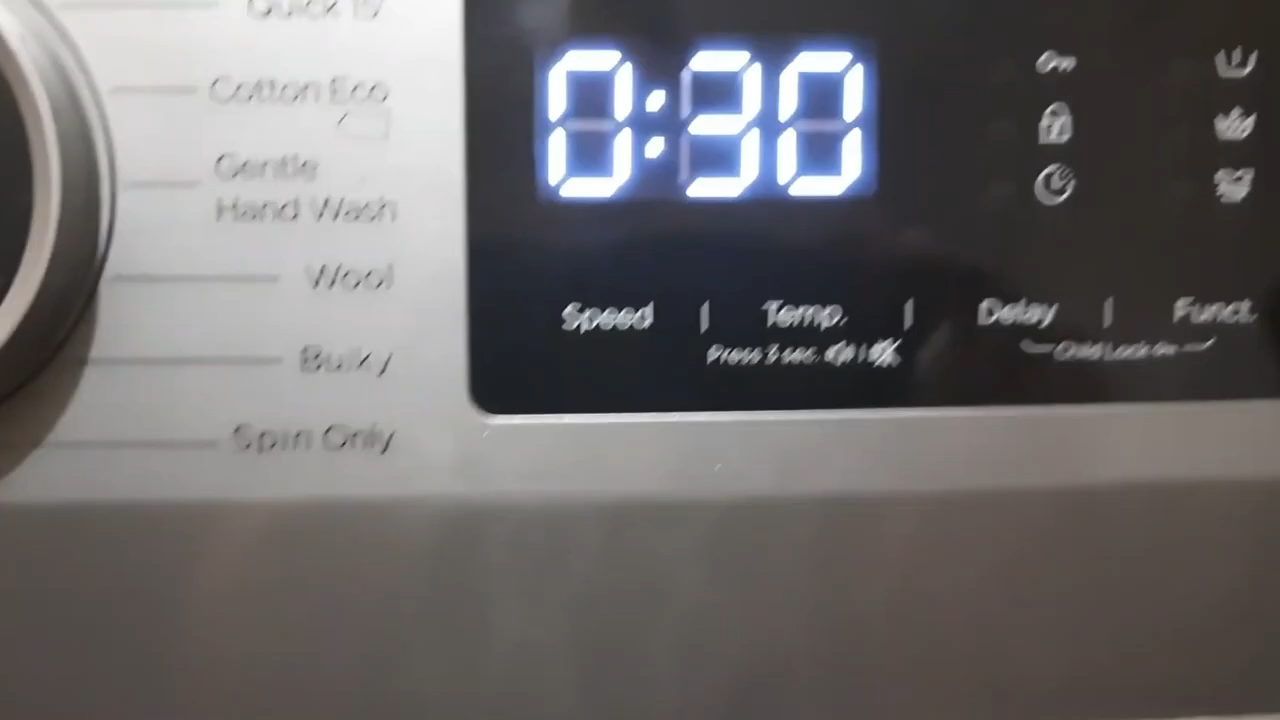 Quick 15'
Cotton Eco
Gentle
Hand Wash
Wool
Bulky
Spin Only
0:30
Speed | Temp. | Delay | Funct.
Press 3 sec.
Child Lock